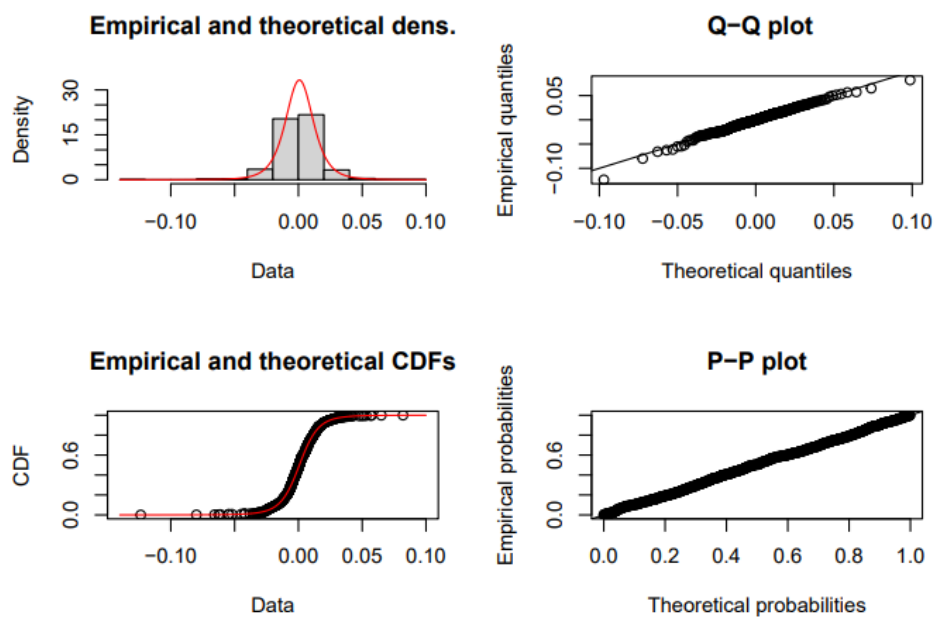 Empirical and theoretical dens.
Density
0 15 30
−0.10 0.00 0.05 0.10
Data
Q−Q plot
Empirical quantiles
−0.10 0.05
−0.10 −0.05 0.00 0.05 0.10
Theoretical quantiles
Empirical and theoretical CDFs
CDF
0.0 0.6
−0.10 0.00 0.05 0.10
Data
P−P plot
Empirical probabilities
0.0 0.6
0.0 0.2 0.4 0.6 0.8 1.0
Theoretical probabilities